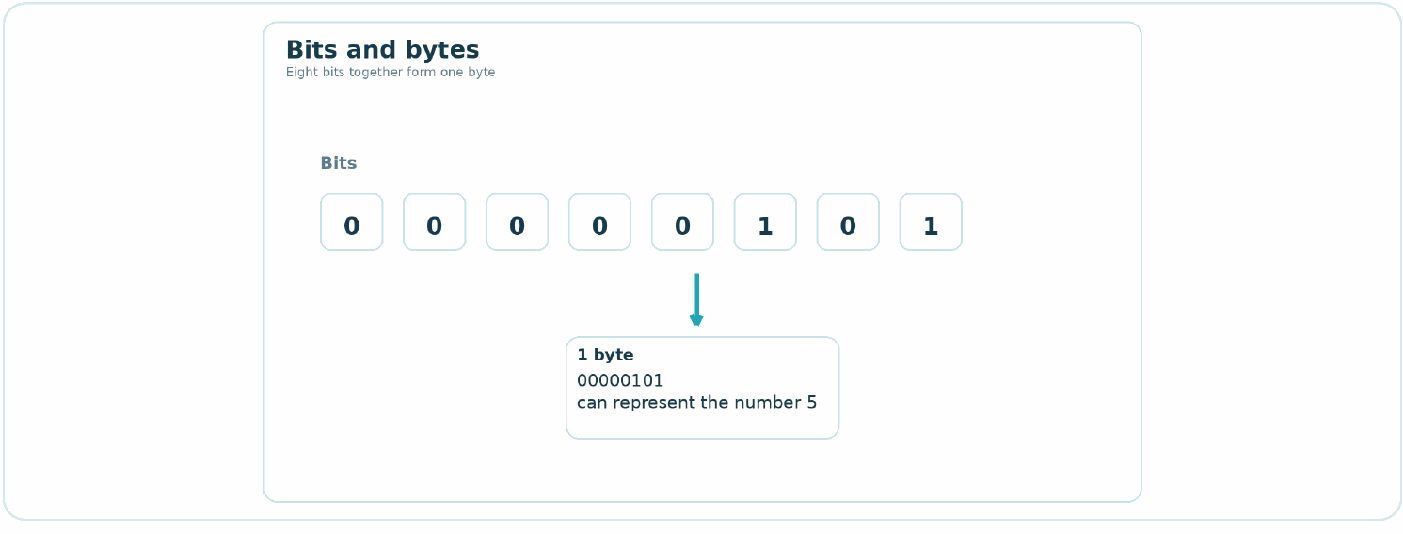 Bits and bytes
Eight bits together form one byte
Bits
0 0 0 0 0 1 0 1
1 byte
00000101
can represent the number 5